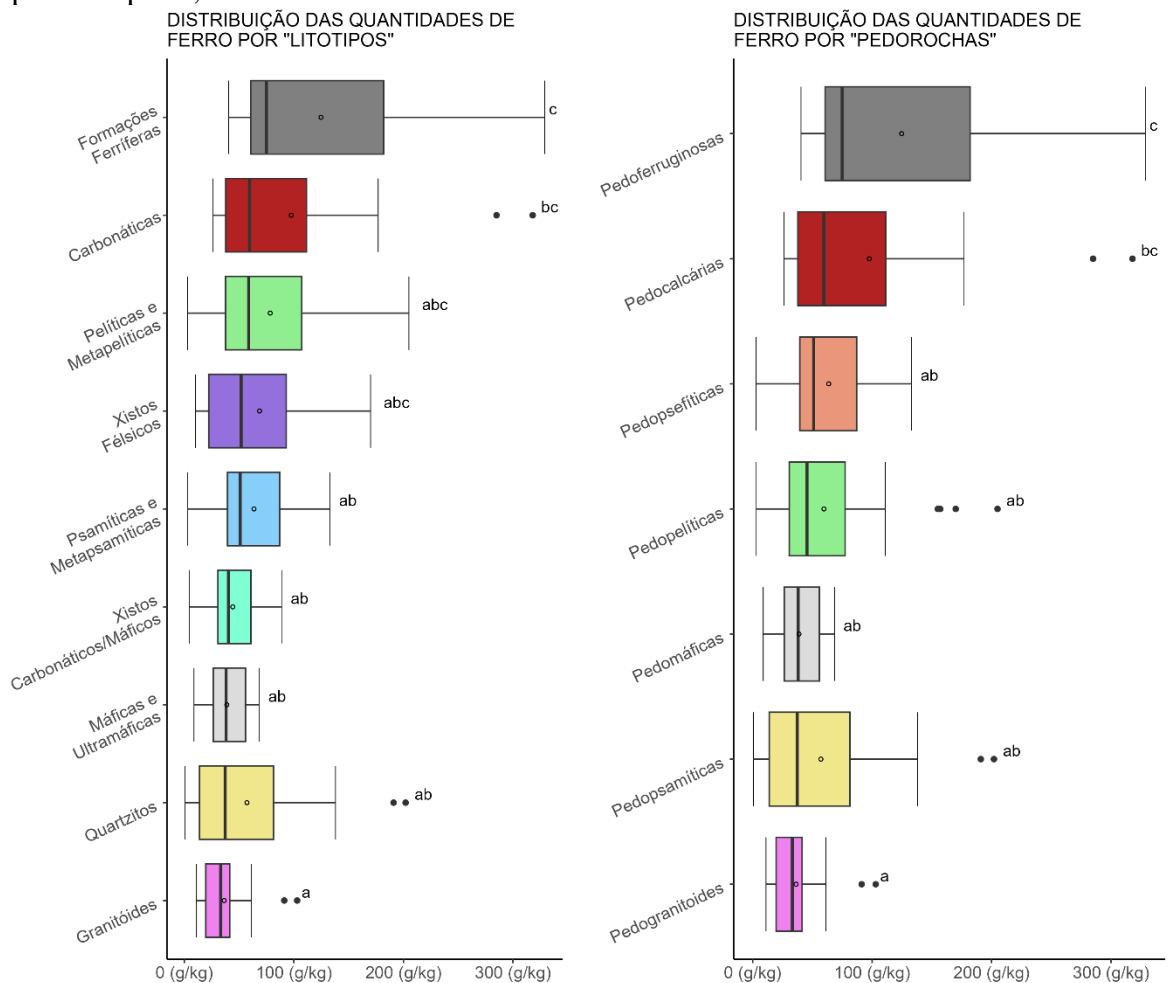 DISTRIBUIÇÃO DAS QUANTIDADES DE
FERRO POR "LITOTIPOS"
Formações
Ferríferas
c
Carbonáticas
bc
Pelíticas e
Metapelíticas
abc
Xistos
Félsicos
abc
Psamíticas e
Metapsamíticas
ab
Xistos
Carbonáticos/Máficos
ab
Máficas e
Ultramáficas
ab
Quartzitos
ab
Granitóides
a
0 (g/kg) 100 (g/kg) 200 (g/kg) 300 (g/kg)
DISTRIBUIÇÃO DAS QUANTIDADES DE
FERRO POR "PEDOROCHAS"
Pedoferruginosas
c
Pedocalcárias
bc
Pedopsefíticas
ab
Pedopelíticas
ab
Pedomáficas
ab
Pedopsamíticas
ab
Pedogranitoides
a
0 (g/kg) 100 (g/kg) 200 (g/kg) 300 (g/kg)